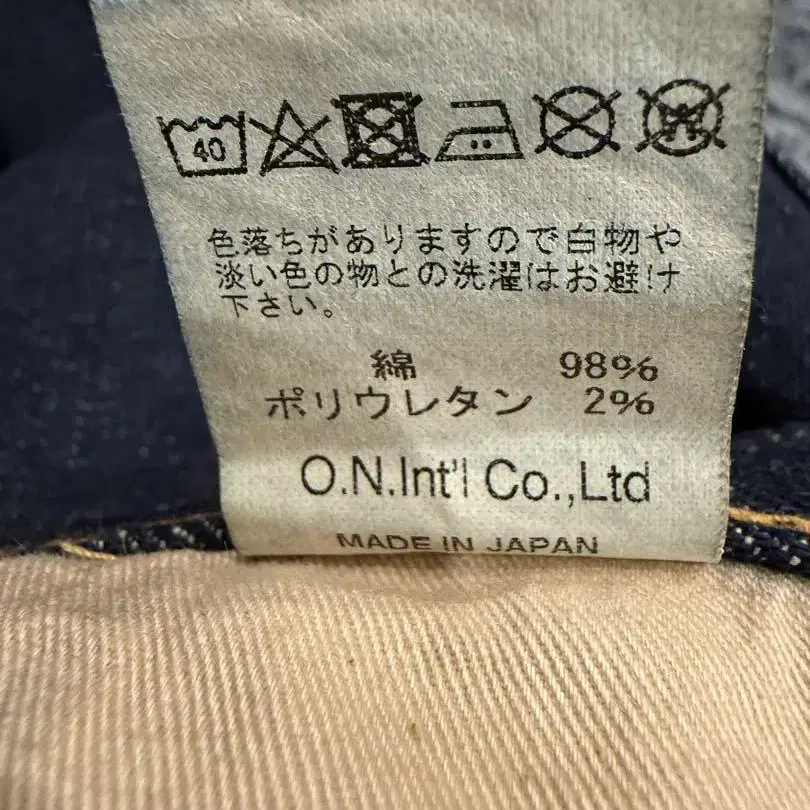 40
色落ちがありますので白物や
淡い色の物との洗濯はお避け
下さい。
綿 98%
ポリウレタン 2%
O.N.Int'l Co.,Ltd
MADE IN JAPAN